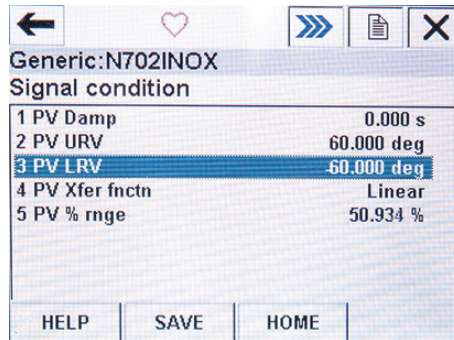 Generic:N702INOX
Signal condition
1 PV Damp 0.000 s
2 PV URV 60.000 deg
3 PV LRV -60.000 deg
4 PV Xfer fnctn Linear
5 PV % rnge 50.934 %
HELP SAVE HOME